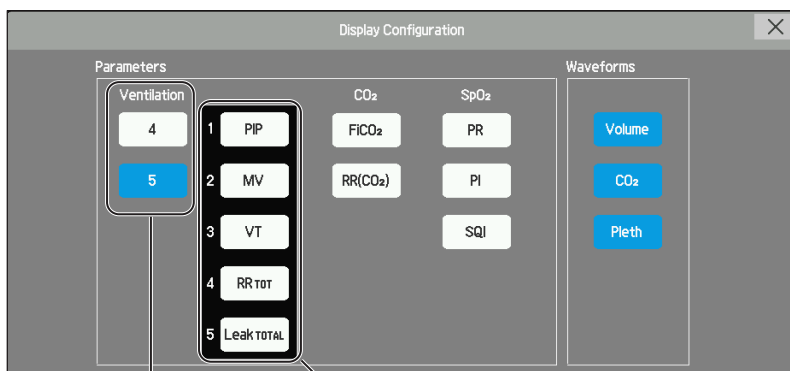 Display Configuration
Parameters
Waveforms
Ventilation
CO₂
SpO₂
4
1 PIP
FiCO₂
PR
Volume
5
2 MV
RR(CO₂)
PI
CO₂
3 VT
SQI
Pleth
4 RR TOT
5 Leak TOTAL